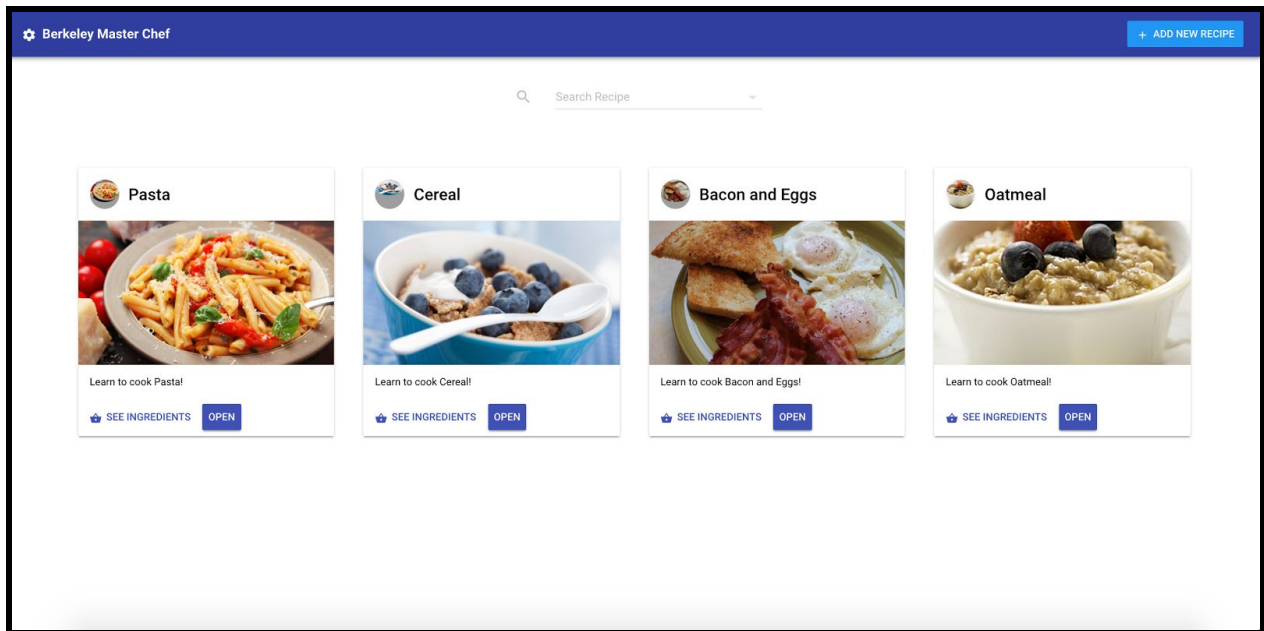 Berkeley Master Chef
+ ADD NEW RECIPE
Search Recipe
Pasta
Learn to cook Pasta!
SEE INGREDIENTS OPEN
Cereal
Learn to cook Cereal!
SEE INGREDIENTS OPEN
Bacon and Eggs
Learn to cook Bacon and Eggs!
SEE INGREDIENTS OPEN
Oatmeal
Learn to cook Oatmeal!
SEE INGREDIENTS OPEN